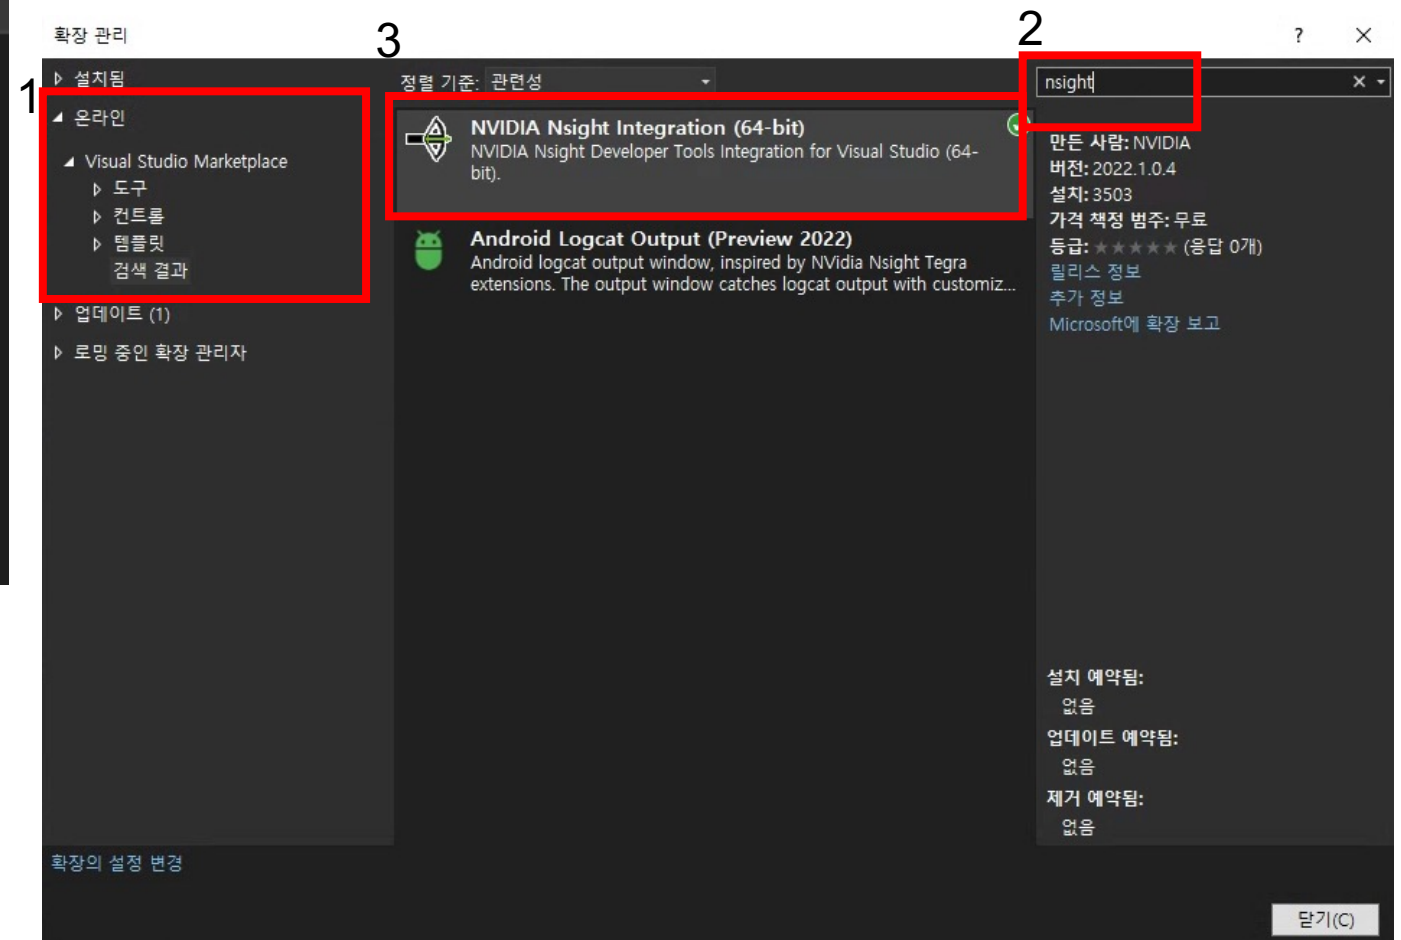 확장 관리
3
2
?
1
▷ 설치됨
온라인
Visual Studio Marketplace
▷ 도구
▷ 컨트롤
▷ 템플릿
검색 결과
▷ 업데이트 (1)
▷ 로밍 중인 확장 관리자
정렬 기준: 관련성
NVIDIA Nsight Integration (64-bit)
NVIDIA Nsight Developer Tools Integration for Visual Studio (64-
bit).
Android Logcat Output (Preview 2022)
Android logcat output window, inspired by NVidia Nsight Tegra
extensions. The output window catches logcat output with customiz...
nsight
만든 사람: NVIDIA
버전: 2022.1.0.4
설치: 3503
가격 책정 범주: 무료
등급: ★★★★★ (응답 0개)
릴리스 정보
추가 정보
Microsoft에 확장 보고
설치 예약됨:
없음
업데이트 예약됨:
없음
제거 예약됨:
없음
확장의 설정 변경
닫기(C)